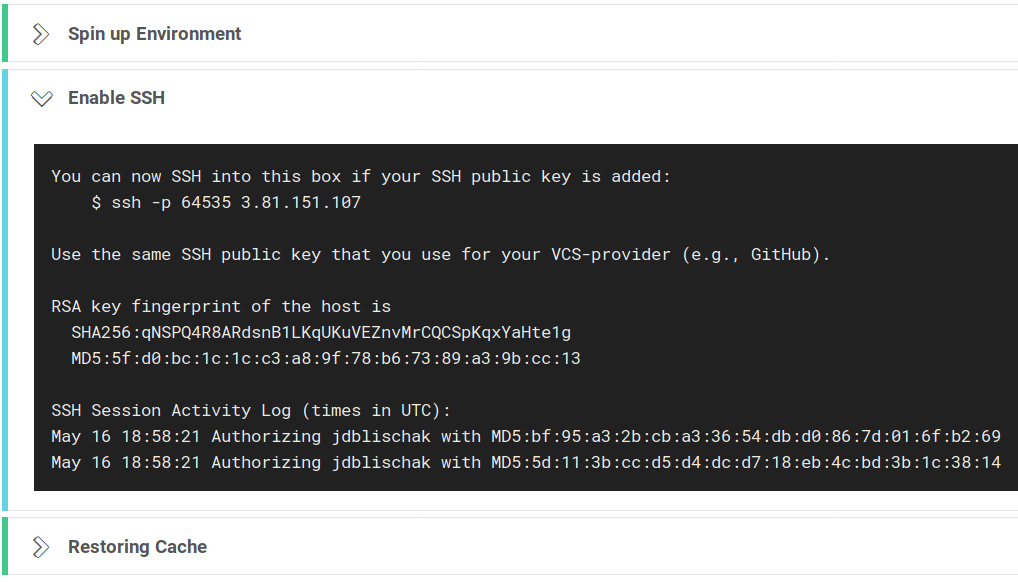 Spin up Environment
Enable SSH
You can now SSH into this box if your SSH public key is added:
$ ssh -p 64535 3.81.151.107
Use the same SSH public key that you use for your VCS-provider (e.g., GitHub).
RSA key fingerprint of the host is
SHA256:qNSPQ4R8ARdsnB1LKqUKuVEZnvMrCQCSpKqxYaHte1g
MD5:5f:d0:bc:1c:1c:c3:a8:9f:78:b6:73:89:a3:9b:cc:13
SSH Session Activity Log (times in UTC):
May 16 18:58:21 Authorizing jdblischak with MD5:bf:95:a3:2b:cb:a3:36:54:db:d0:86:7d:01:6f:b2:69
May 16 18:58:21 Authorizing jdblischak with MD5:5d:11:3b:cc:d5:d4:dc:d7:18:eb:4c:bd:3b:1c:38:14
Restoring Cache